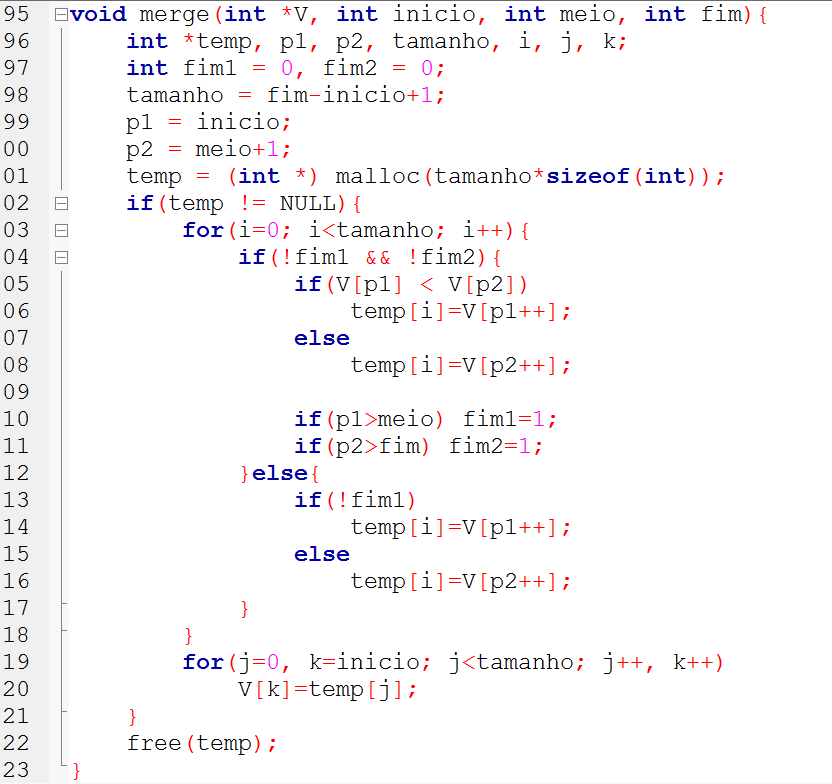 95 void merge(int *V, int inicio, int meio, int fim){
96     int *temp, p1, p2, tamanho, i, j, k;
97     int fim1 = 0, fim2 = 0;
98     tamanho = fim-inicio+1;
99     p1 = inicio;
00     p2 = meio+1;
01     temp = (int *) malloc(tamanho*sizeof(int));
02     if(temp != NULL){
03         for(i=0; i<tamanho; i++){
04             if(!fim1 && !fim2){
05                 if(V[p1] < V[p2])
06                     temp[i]=V[p1++];
07                 else
08                     temp[i]=V[p2++];
09
10                 if(p1>meio) fim1=1;
11                 if(p2>fim) fim2=1;
12             }else{
13                 if(!fim1)
14                     temp[i]=V[p1++];
15                 else
16                     temp[i]=V[p2++];
17             }
18         }
19         for(j=0, k=inicio; j<tamanho; j++, k++)
20             V[k]=temp[j];
21     }
22     free(temp);
23 }